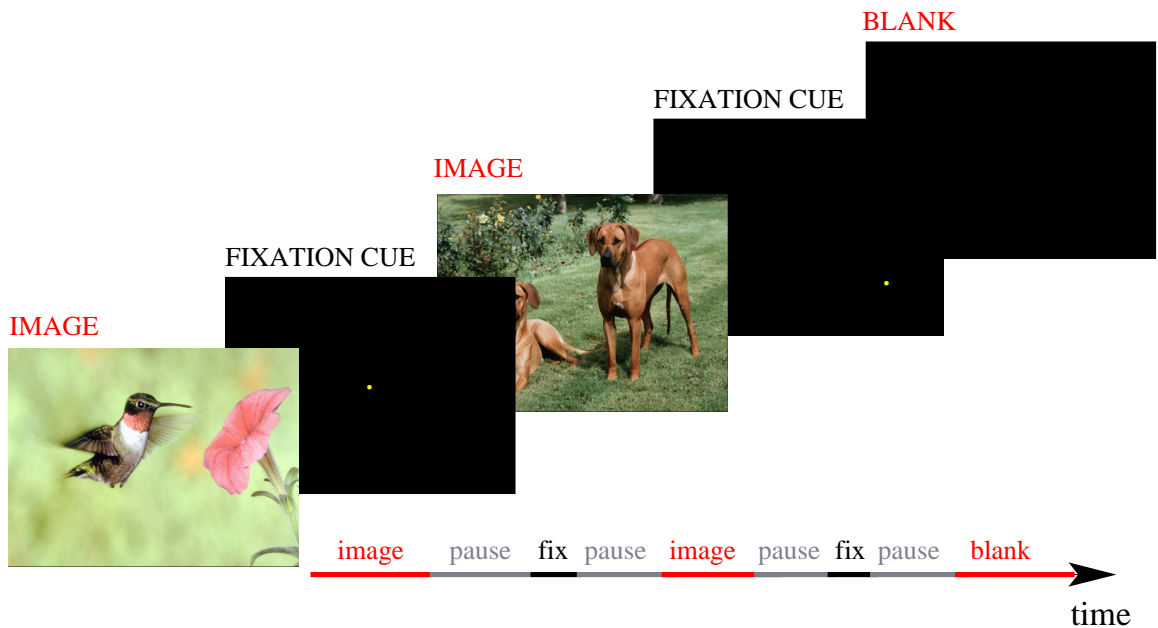 BLANK
FIXATION CUE
IMAGE
FIXATION CUE
IMAGE
image pause fix pause image pause fix pause blank
time